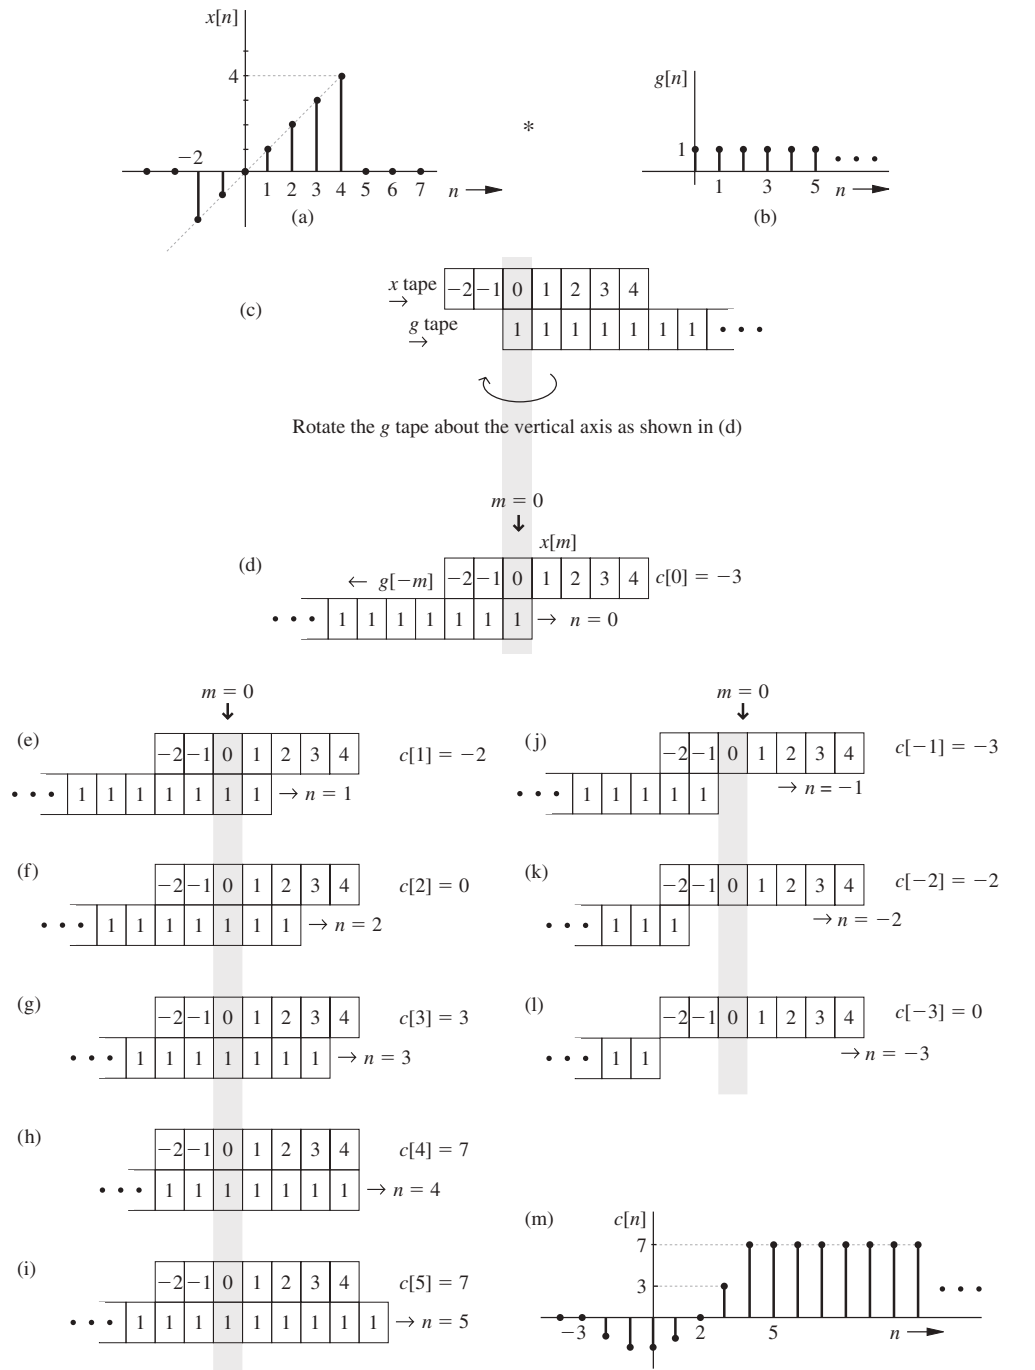 x[n]
4
−2
1 2 3 4 5 6 7 n
(a)
*
g[n]
1
1 3 5 n
(b)
(c)
x tape
−2 −1 0 1 2 3 4
g tape
1 1 1 1 1 1 1 • • •
Rotate the g tape about the vertical axis as shown in (d)
m = 0
(d)
x[m]
← g[−m] −2 −1 0 1 2 3 4 c[0] = −3
• • • 1 1 1 1 1 1 1 → n = 0
m = 0
(e)
−2 −1 0 1 2 3 4 c[1] = −2
• • • 1 1 1 1 1 1 1 → n = 1
(f)
−2 −1 0 1 2 3 4 c[2] = 0
• • • 1 1 1 1 1 1 1 → n = 2
(g)
−2 −1 0 1 2 3 4 c[3] = 3
• • • 1 1 1 1 1 1 1 → n = 3
(h)
−2 −1 0 1 2 3 4 c[4] = 7
• • • 1 1 1 1 1 1 1 → n = 4
(i)
−2 −1 0 1 2 3 4 c[5] = 7
• • • 1 1 1 1 1 1 1 1 1 → n = 5
m = 0
(j)
−2 −1 0 1 2 3 4 c[−1] = −3
• • • 1 1 1 1 1 → n = −1
(k)
−2 −1 0 1 2 3 4 c[−2] = −2
• • • 1 1 1 → n = −2
(l)
−2 −1 0 1 2 3 4 c[−3] = 0
• • • 1 1 → n = −3
(m)
c[n]
7
3
−3 2 5 n